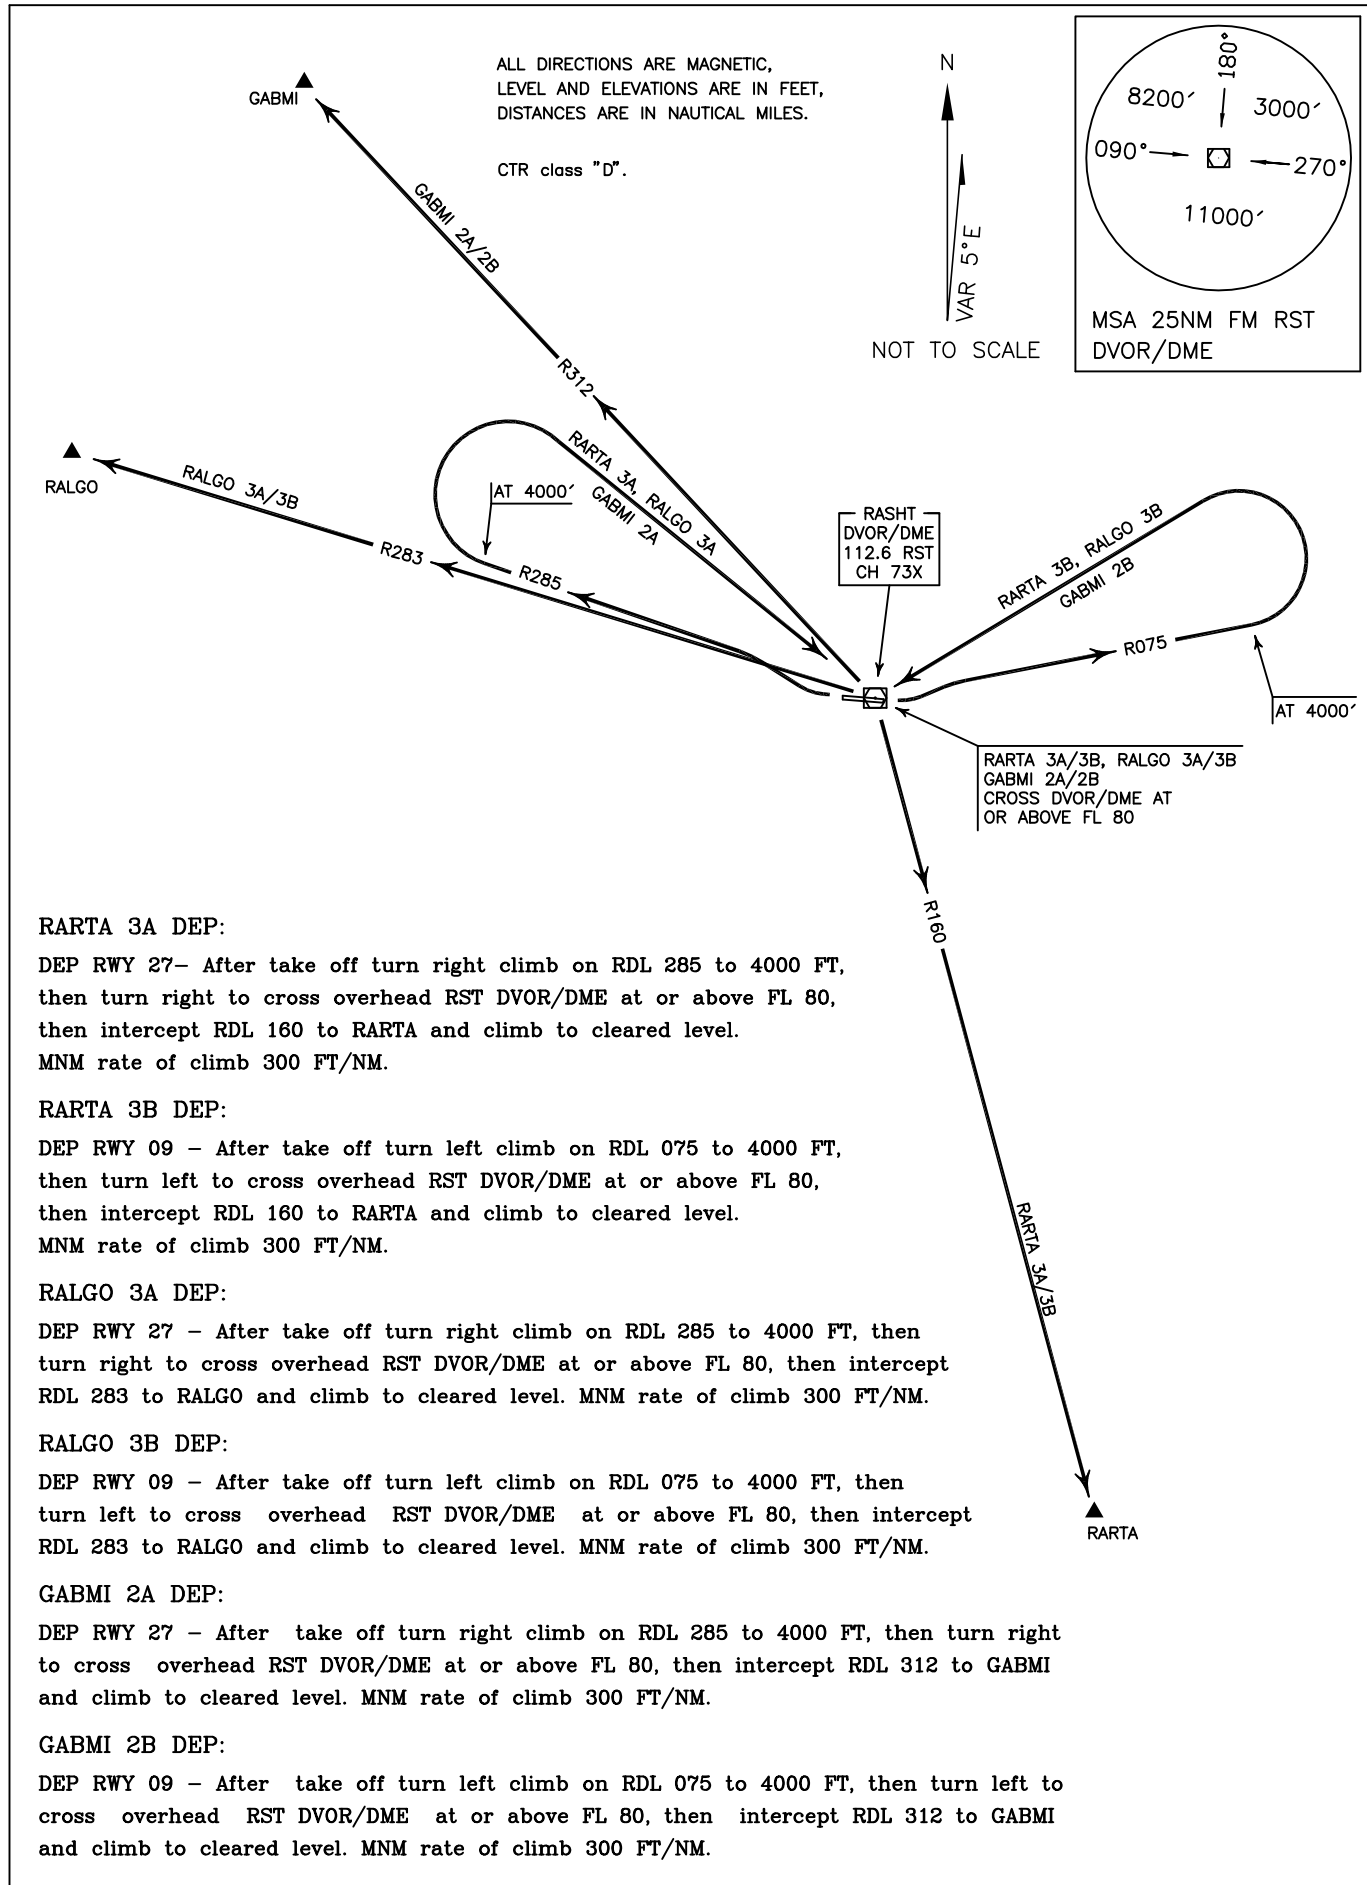 GABMI
ALL DIRECTIONS ARE MAGNETIC,
LEVEL AND ELEVATIONS ARE IN FEET,
DISTANCES ARE IN NAUTICAL MILES.
CTR class "D".
N
VAR 5°E
NOT TO SCALE
180°
8200′
3000′
090°
270°
11000′
MSA 25NM FM RST
DVOR/DME
GABMI 2A/2B
R312
RALGO
RALGO 3A/3B
R283
AT 4000′
R285
RARTA 3A, RALGO 3A
GABMI 2A
RASHT
DVOR/DME
112.6 RST
CH 73X
RARTA 3B, RALGO 3B
GABMI 2B
R075
AT 4000′
RARTA 3A/3B, RALGO 3A/3B
GABMI 2A/2B
CROSS DVOR/DME AT
OR ABOVE FL 80
R160
RARTA 3A/3B
RARTA
RARTA 3A DEP:
DEP RWY 27– After take off turn right climb on RDL 285 to 4000 FT,
then turn right to cross overhead RST DVOR/DME at or above FL 80,
then intercept RDL 160 to RARTA and climb to cleared level.
MNM rate of climb 300 FT/NM.
RARTA 3B DEP:
DEP RWY 09 – After take off turn left climb on RDL 075 to 4000 FT,
then turn left to cross overhead RST DVOR/DME at or above FL 80,
then intercept RDL 160 to RARTA and climb to cleared level.
MNM rate of climb 300 FT/NM.
RALGO 3A DEP:
DEP RWY 27 – After take off turn right climb on RDL 285 to 4000 FT, then
turn right to cross overhead RST DVOR/DME at or above FL 80, then intercept
RDL 283 to RALGO and climb to cleared level. MNM rate of climb 300 FT/NM.
RALGO 3B DEP:
DEP RWY 09 – After take off turn left climb on RDL 075 to 4000 FT, then
turn left to cross overhead RST DVOR/DME at or above FL 80, then intercept
RDL 283 to RALGO and climb to cleared level. MNM rate of climb 300 FT/NM.
GABMI 2A DEP:
DEP RWY 27 – After take off turn right climb on RDL 285 to 4000 FT, then turn right
to cross overhead RST DVOR/DME at or above FL 80, then intercept RDL 312 to GABMI
and climb to cleared level. MNM rate of climb 300 FT/NM.
GABMI 2B DEP:
DEP RWY 09 – After take off turn left climb on RDL 075 to 4000 FT, then turn left to
cross overhead RST DVOR/DME at or above FL 80, then intercept RDL 312 to GABMI
and climb to cleared level. MNM rate of climb 300 FT/NM.